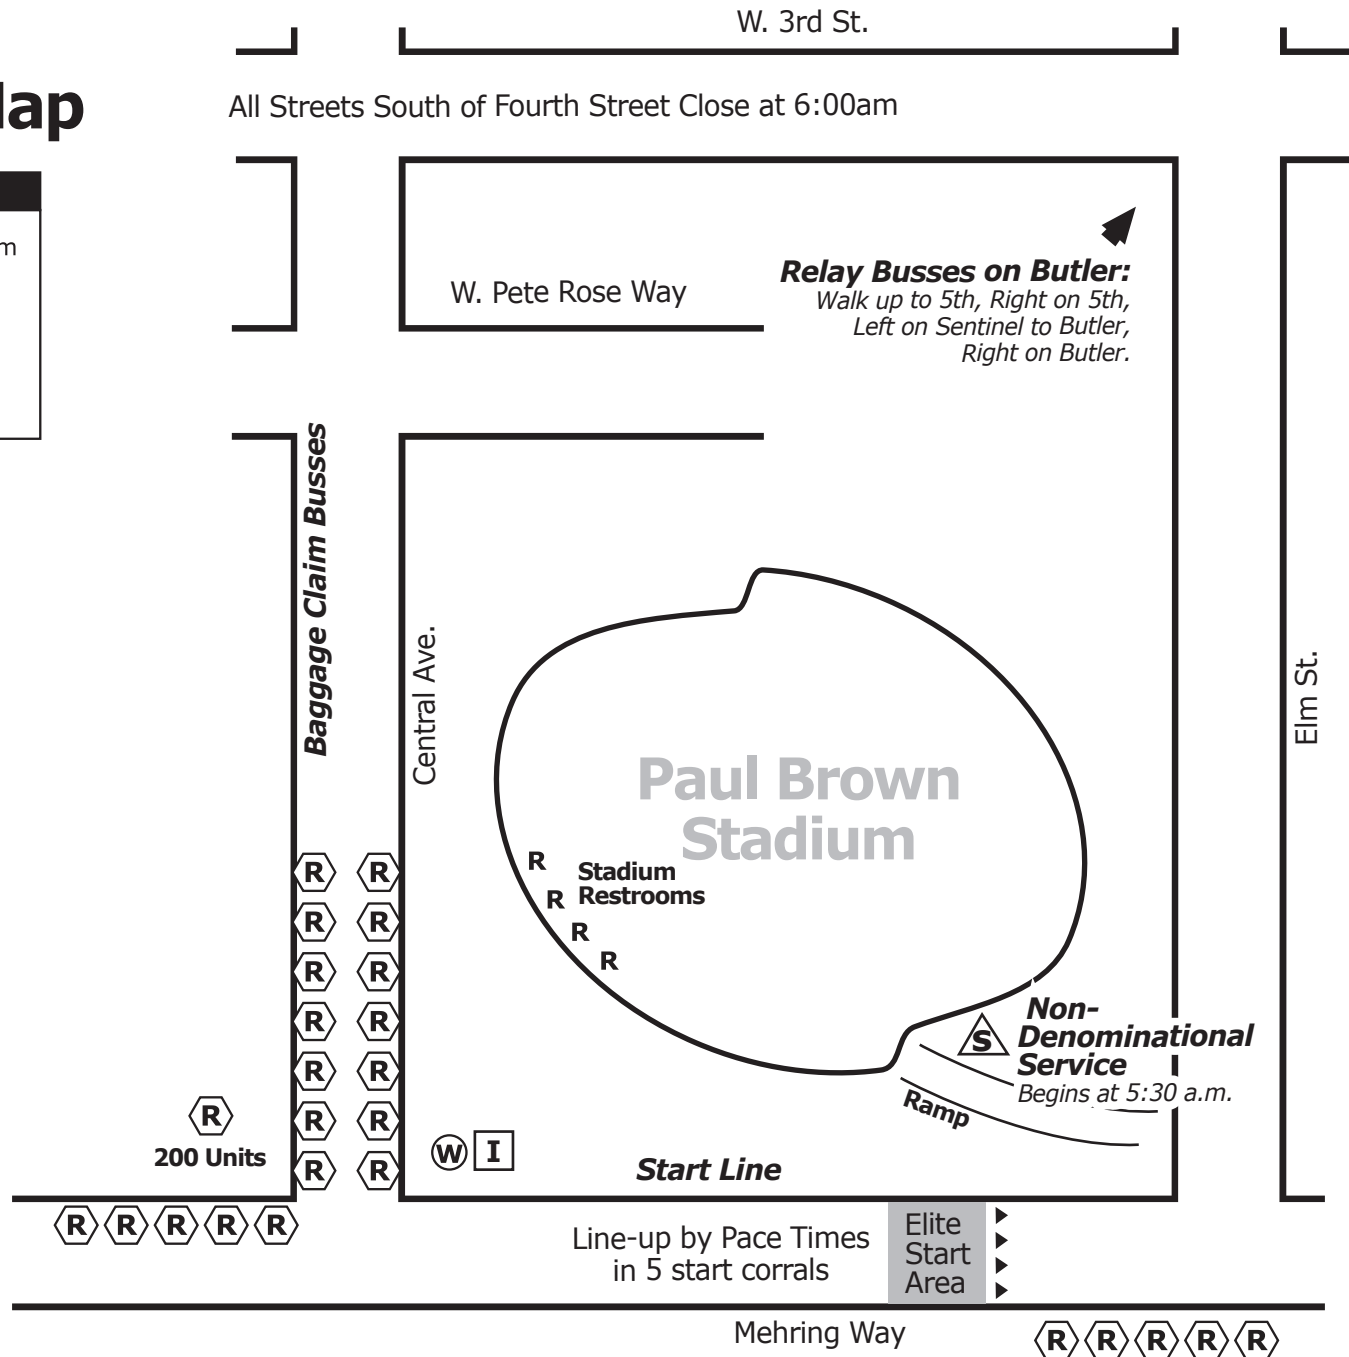 W. 3rd St.
All Streets South of Fourth Street Close at 6:00am
Relay Busses on Butler:
Walk up to 5th, Right on 5th,
Left on Sentinel to Butler,
Right on Butler.
W. Pete Rose Way
Baggage Claim Busses
Central Ave.
Elm St.
Paul Brown
Stadium
R
R
R
R
Stadium
Restrooms
R R
R R
R R
R R
R R
R R
R R
R
200 Units
S
Non-
Denominational
Service
Begins at 5:30 a.m.
Ramp
W I
Start Line
R R R R R
Line-up by Pace Times
in 5 start corrals
Elite
Start
Area
Mehring Way
R R R R R